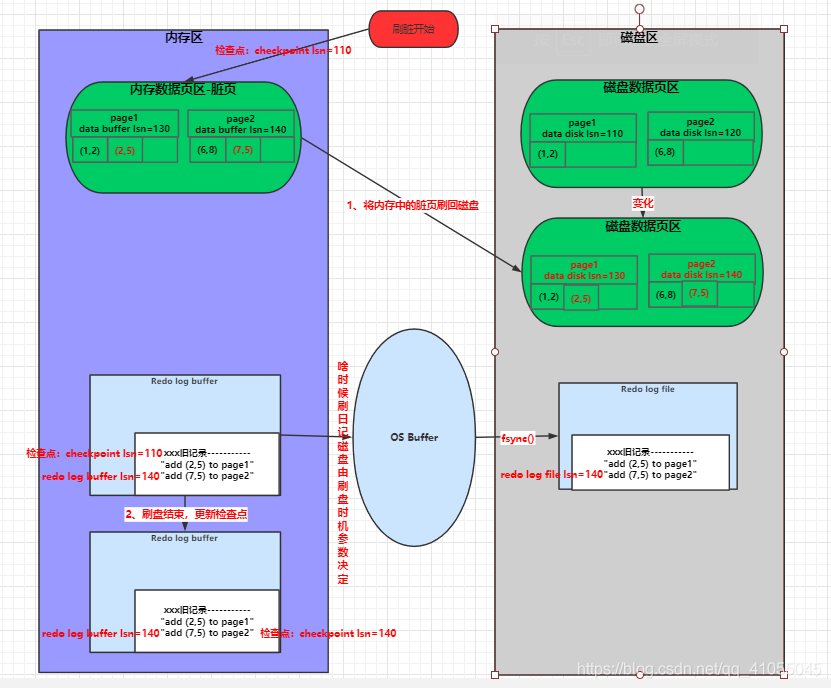 刷脏开始
内存区
检查点：checkpoint lsn=110
内存数据页区-脏页
page1
data buffer lsn=130
(1,2)
(2,5)
page2
data buffer lsn=140
(6,8)
(7,5)
磁盘区
磁盘数据页区
page1
data disk lsn=110
(1,2)
page2
data disk lsn=120
(6,8)
变化
1、将内存中的脏页刷回磁盘
磁盘数据页区
page1
data disk lsn=130
(1,2)
(2,5)
page2
data disk lsn=140
(6,8)
(7,5)
Redo log buffer
xxx旧记录-----------
"add (2,5) to page1"
"add (7,5) to page2"
检查点：checkpoint lsn=110
redo log buffer lsn=140
啥时候刷日记磁盘由刷盘时机参数决定
OS Buffer
fsync()
Redo log file
xxx旧记录-----------
"add (2,5) to page1"
"add (7,5) to page2"
redo log file lsn=140
2、刷盘结束，更新检查点
Redo log buffer
xxx旧记录-----------
"add (2,5) to page1"
"add (7,5) to page2"
redo log buffer lsn=140
检查点：checkpoint lsn=140